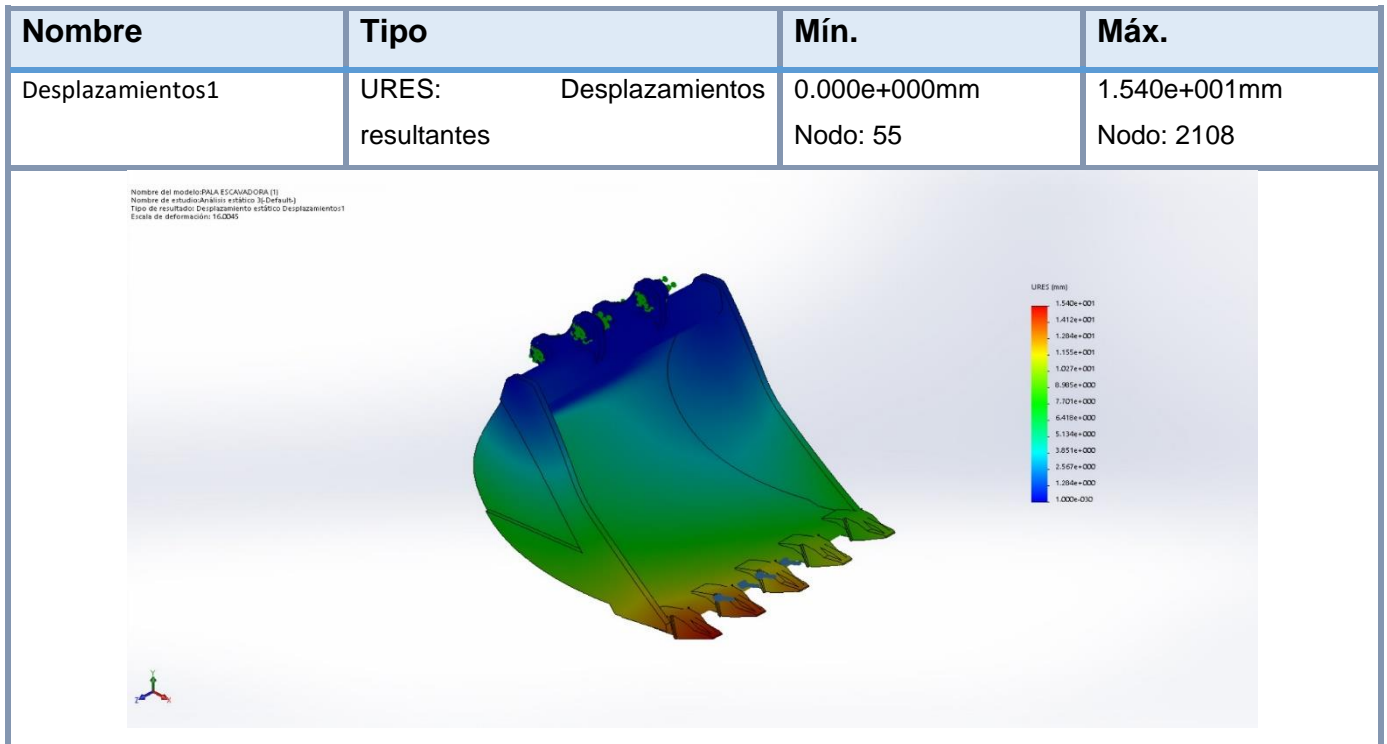 Nombre Tipo Mín. Máx.
Desplazamientos1 URES: Desplazamientos 0.000e+000mm 1.540e+001mm
resultantes Nodo: 55 Nodo: 2108
Nombre del modelo:PALA ESCAVADORA (1)
Nombre de estudio:Análisis estático 3(-Default-)
Tipo de resultado: Desplazamiento estático Desplazamientos1
Escala de deformación: 16.0045
URES (mm)
1.540e+001
1.412e+001
1.284e+001
1.155e+001
1.027e+001
8.985e+000
7.701e+000
6.418e+000
5.134e+000
3.851e+000
2.567e+000
1.284e+000
1.000e-030
Y
Z X